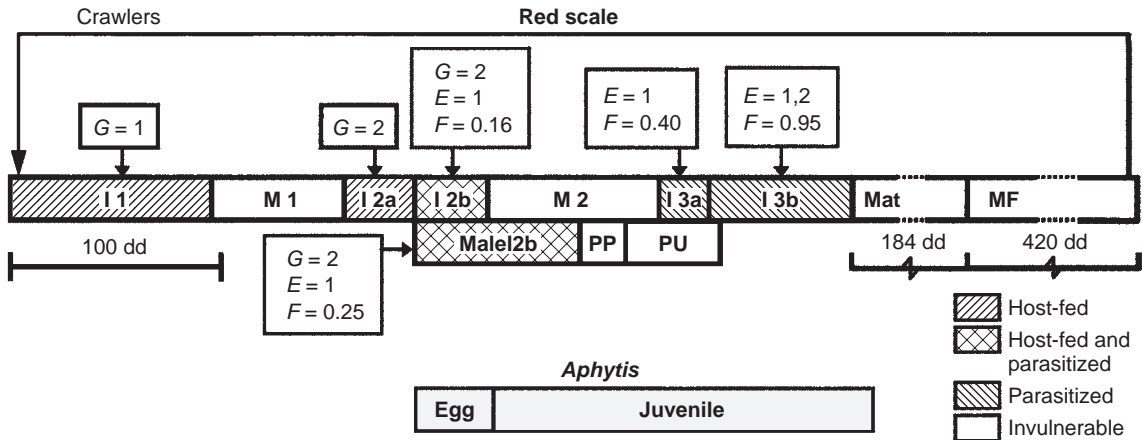 Crawlers
Red scale
G = 1
G = 2
G = 2
E = 1
F = 0.16
E = 1
F = 0.40
E = 1,2
F = 0.95
I 1
M 1
I 2a
I 2b
M 2
I 3a
I 3b
Mat
MF
MaleI2b
PP
PU
100 dd
G = 2
E = 1
F = 0.25
184 dd
420 dd
Host-fed
Host-fed and
parasitized
Parasitized
Invulnerable
Aphytis
Egg
Juvenile